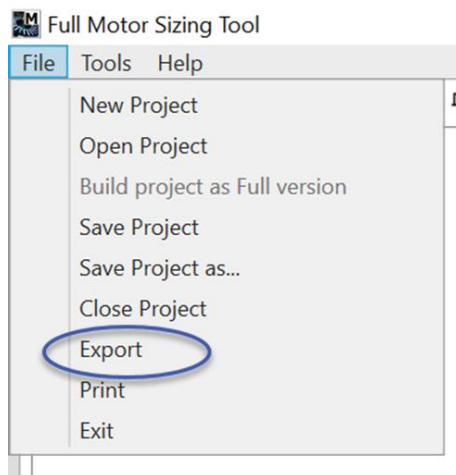 Full Motor Sizing Tool
File Tools Help
New Project
Open Project
Build project as Full version
Save Project
Save Project as...
Close Project
Export
Print
Exit